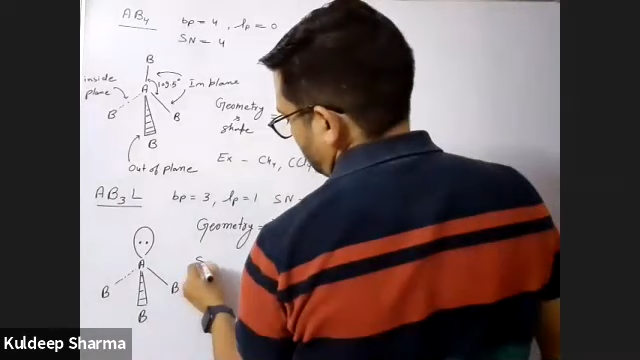 AB4 bp = 4, lp = 0
SN = 4
B
A
109.5°
inside
plane
In plane
B
B
B
Out of plane
Geometry =
&
shape
Ex - CH4, CCl4
AB3L bp = 3, lp = 1 SN =
Geometry =
S
A
B
B
B
Kuldeep Sharma